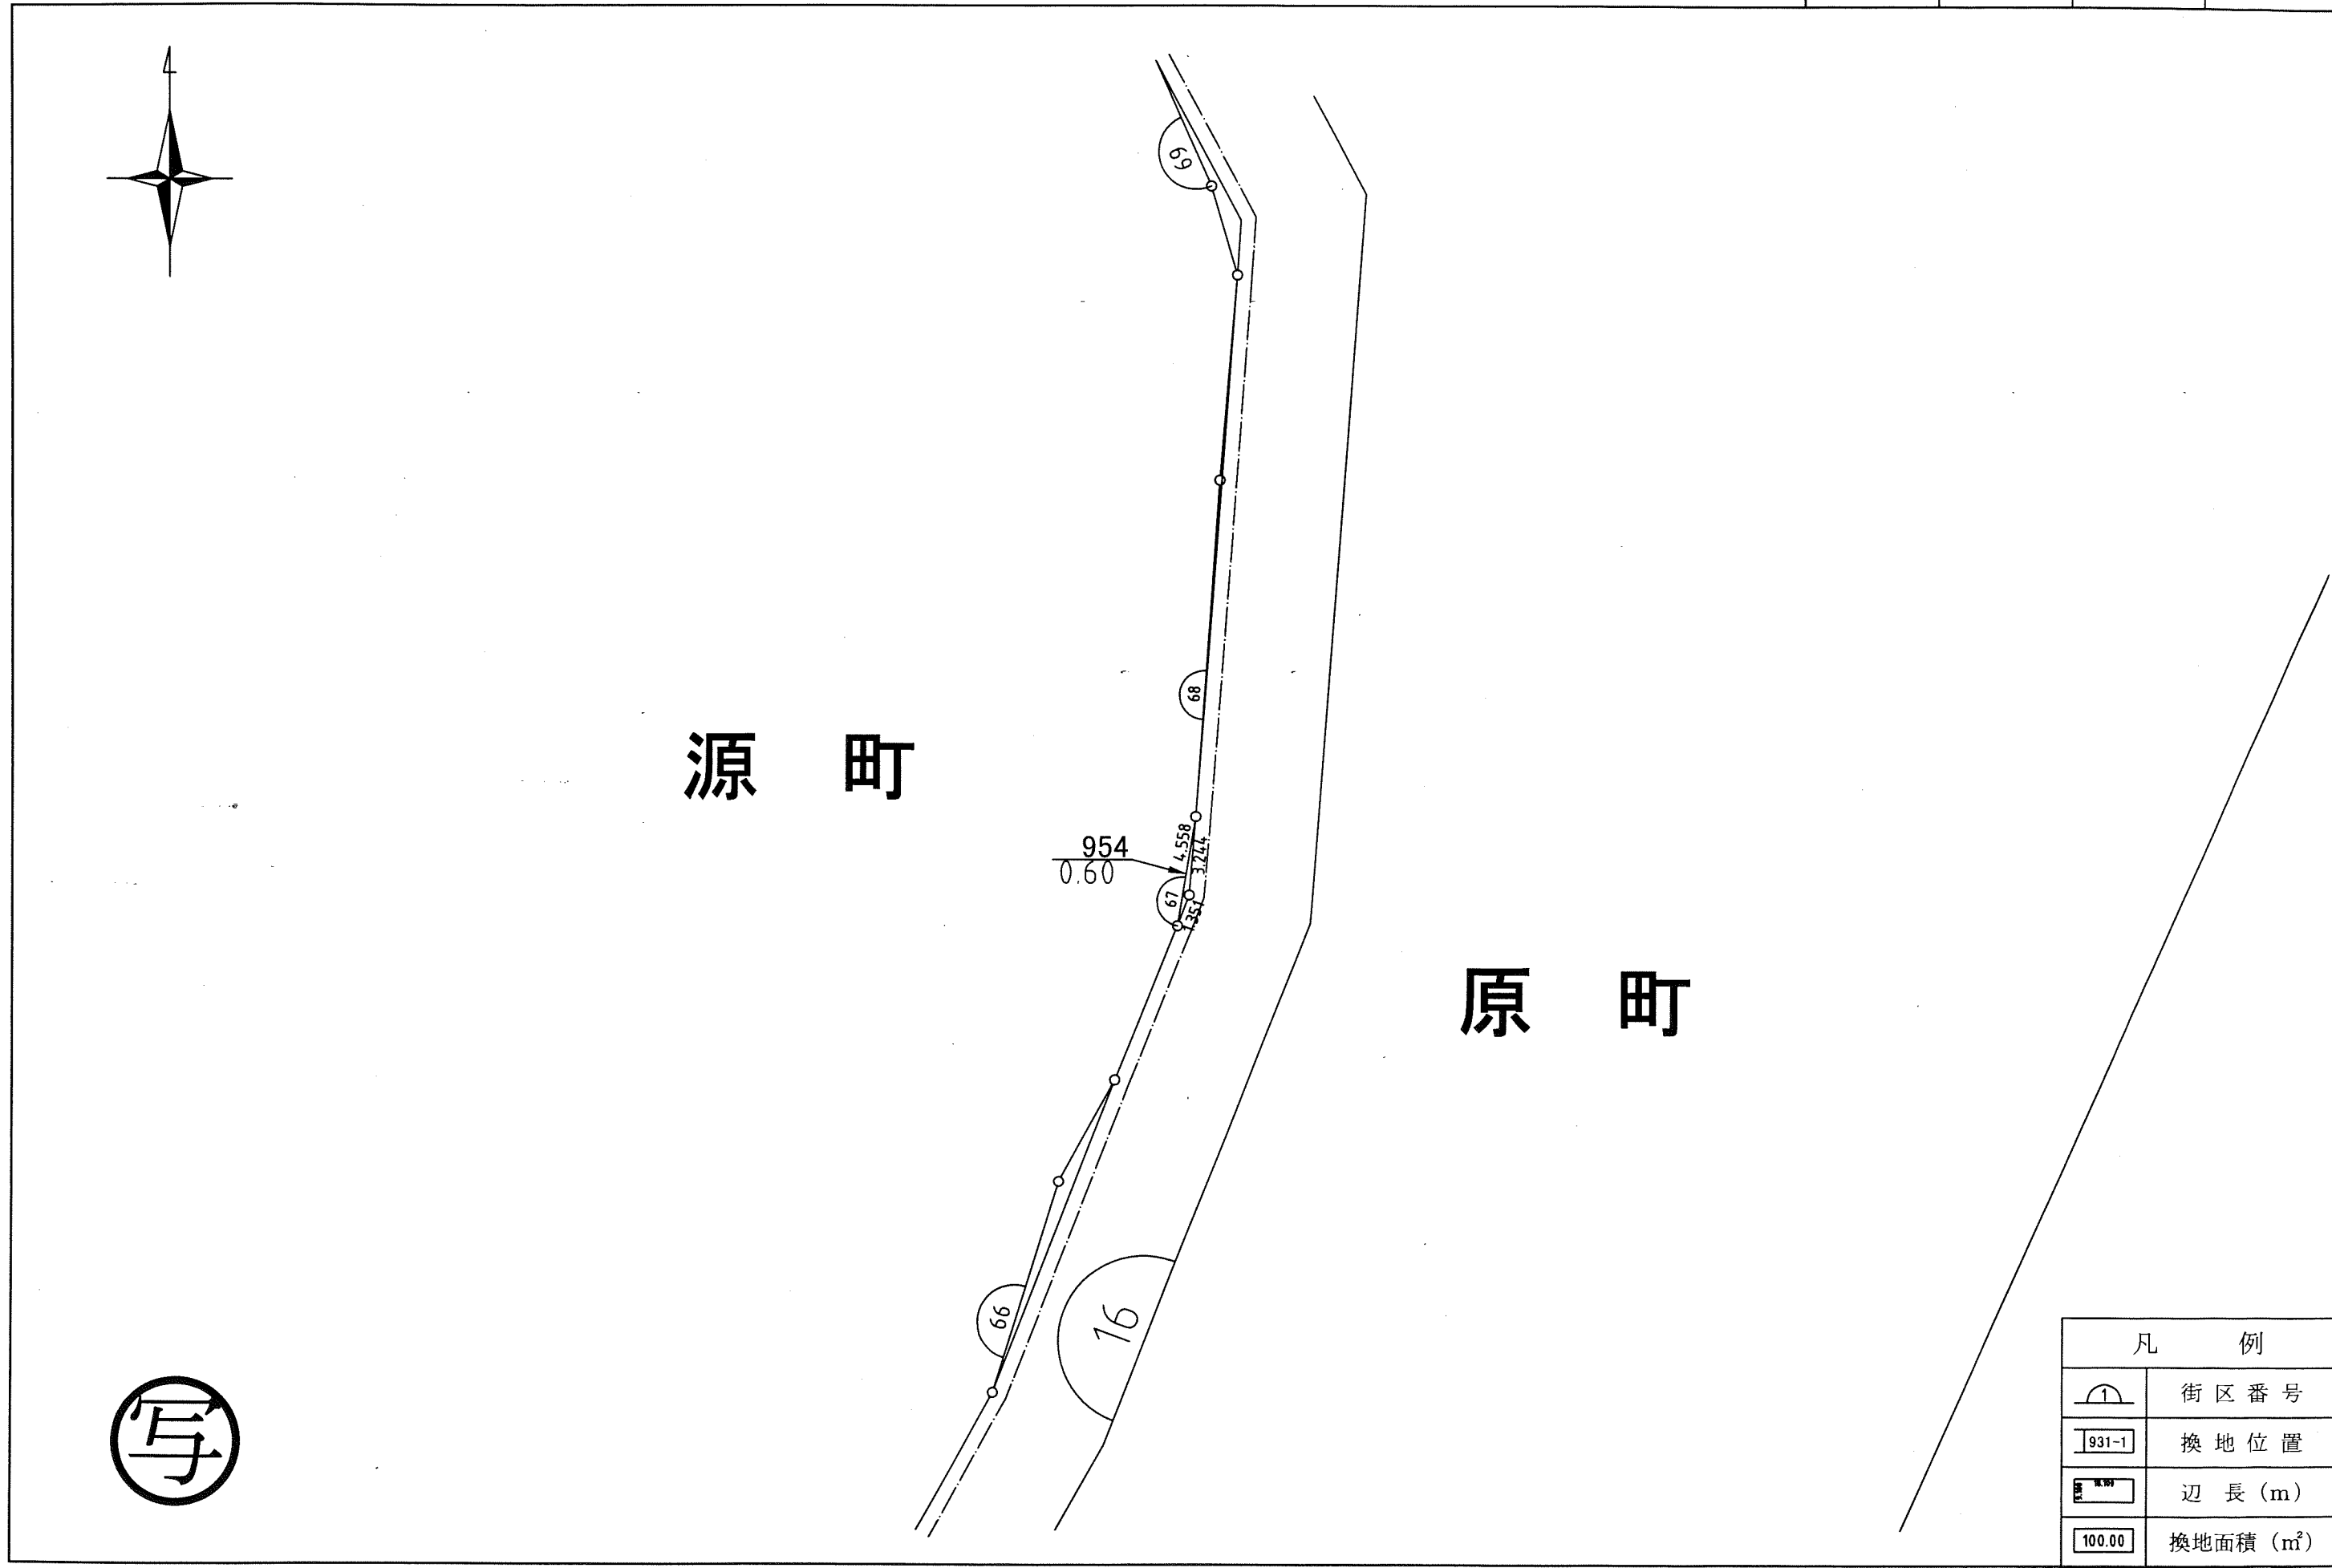 69
68
源町
4.558
3.244
954
0.60
67
1.351
原町
66
16
写
凡例
1 街区番号
931-1 換地位置
辺長(m)
100.00 換地面積(㎡)